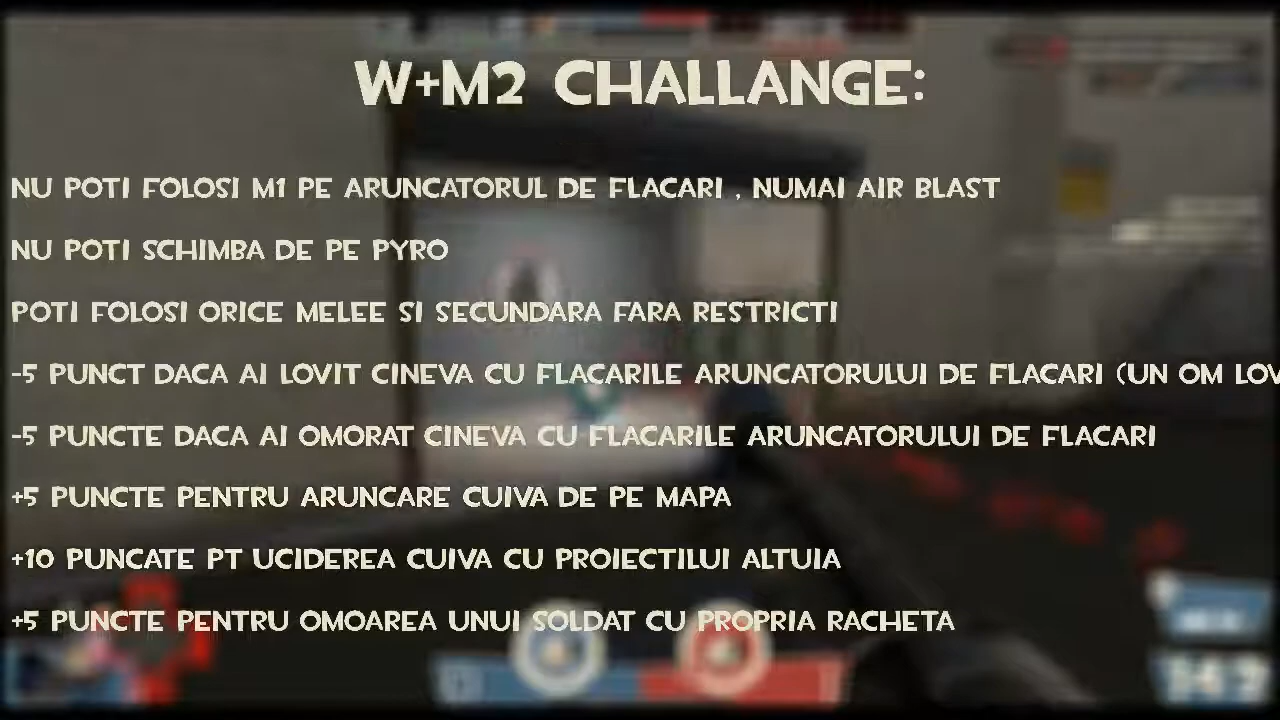 W+M2 CHALLANGE:
NU POTI FOLOSI M1 PE ARUNCATORUL DE FLACARI , NUMAI AIR BLAST
NU POTI SCHIMBA DE PE PYRO
POTI FOLOSI ORICE MELEE SI SECUNDARA FARA RESTRICTI
-5 PUNCT DACA AI LOVIT CINEVA CU FLACARILE ARUNCATORULUI DE FLACARI (UN OM LOV
-5 PUNCTE DACA AI OMORAT CINEVA CU FLACARILE ARUNCATORULUI DE FLACARI
+5 PUNCTE PENTRU ARUNCARE CUIVA DE PE MAPA
+10 PUNCATE PT UCIDEREA CUIVA CU PROIECTILUI ALTUIA
+5 PUNCTE PENTRU OMOAREA UNUI SOLDAT CU PROPRIA RACHETA